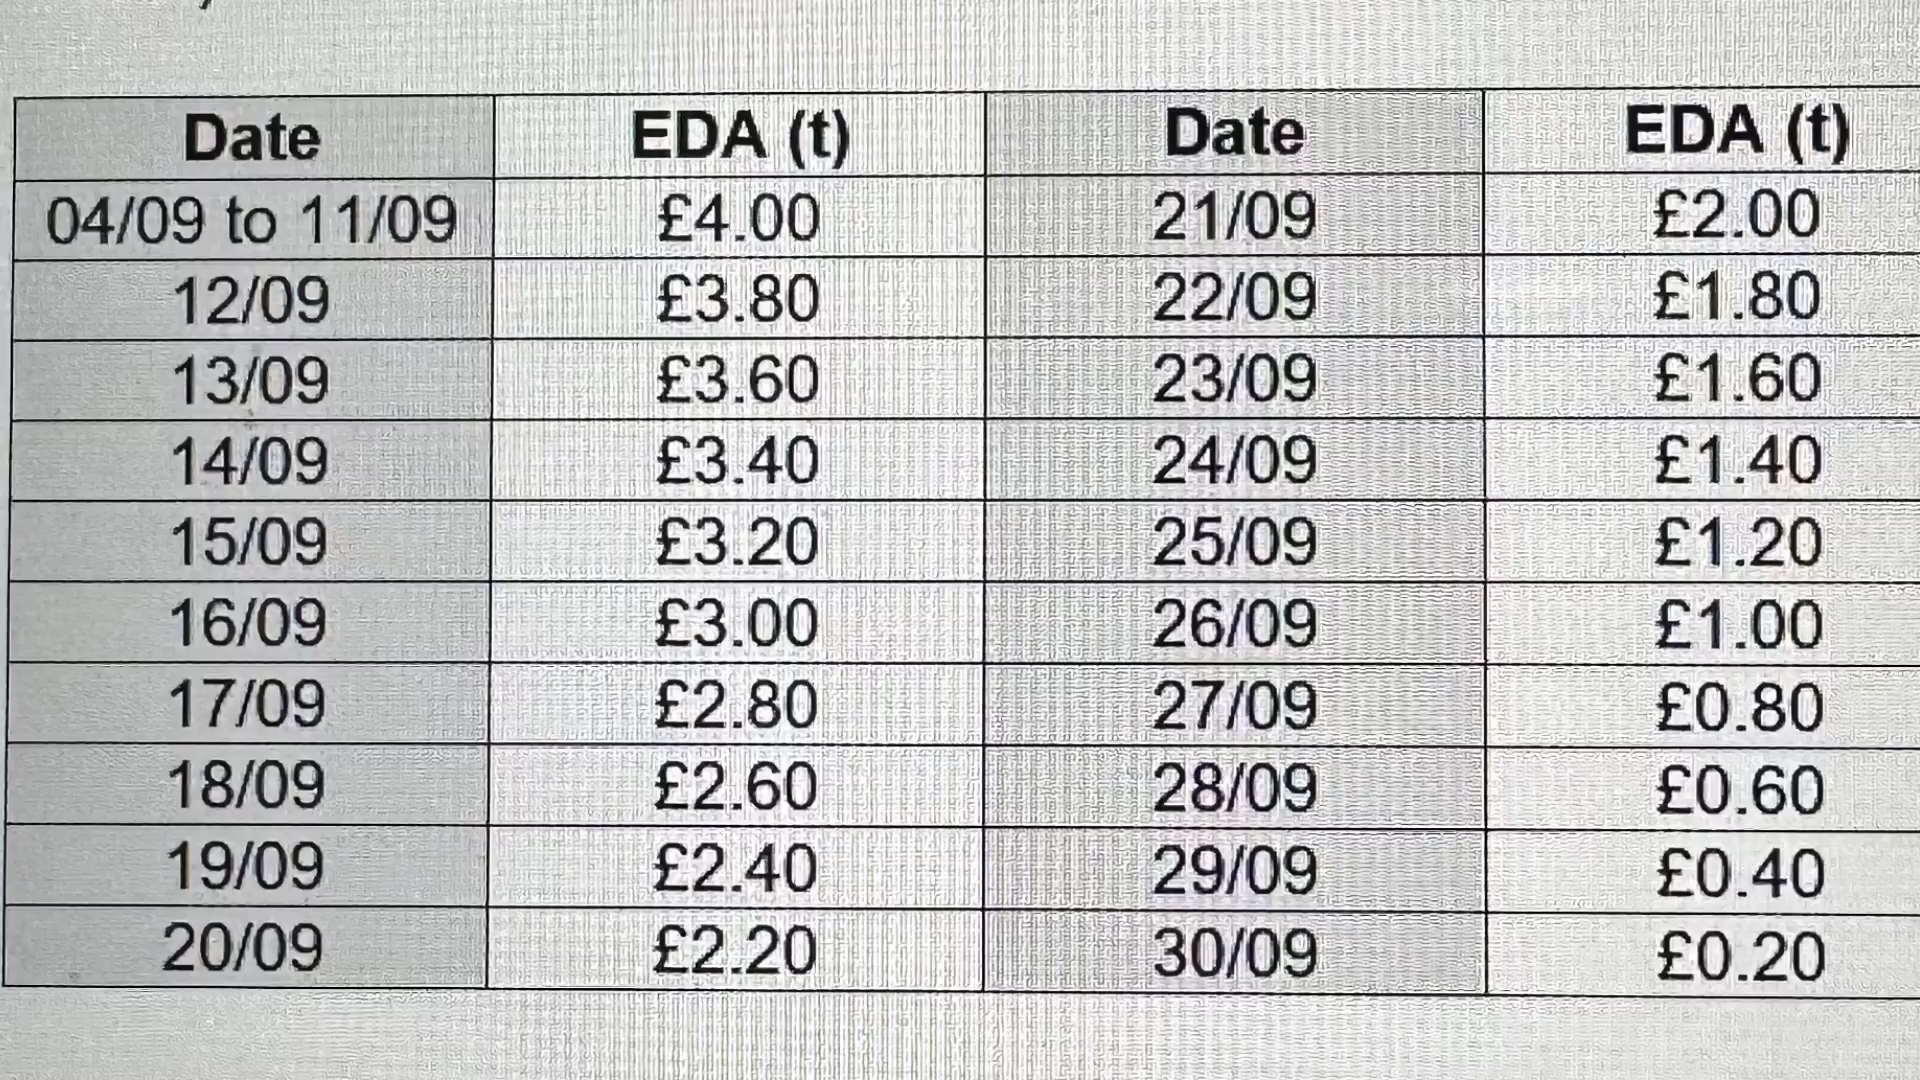 Date EDA (t) Date EDA (t)
04/09 to 11/09 £4.00 21/09 £2.00
12/09 £3.80 22/09 £1.80
13/09 £3.60 23/09 £1.60
14/09 £3.40 24/09 £1.40
15/09 £3.20 25/09 £1.20
16/09 £3.00 26/09 £1.00
17/09 £2.80 27/09 £0.80
18/09 £2.60 28/09 £0.60
19/09 £2.40 29/09 £0.40
20/09 £2.20 30/09 £0.20